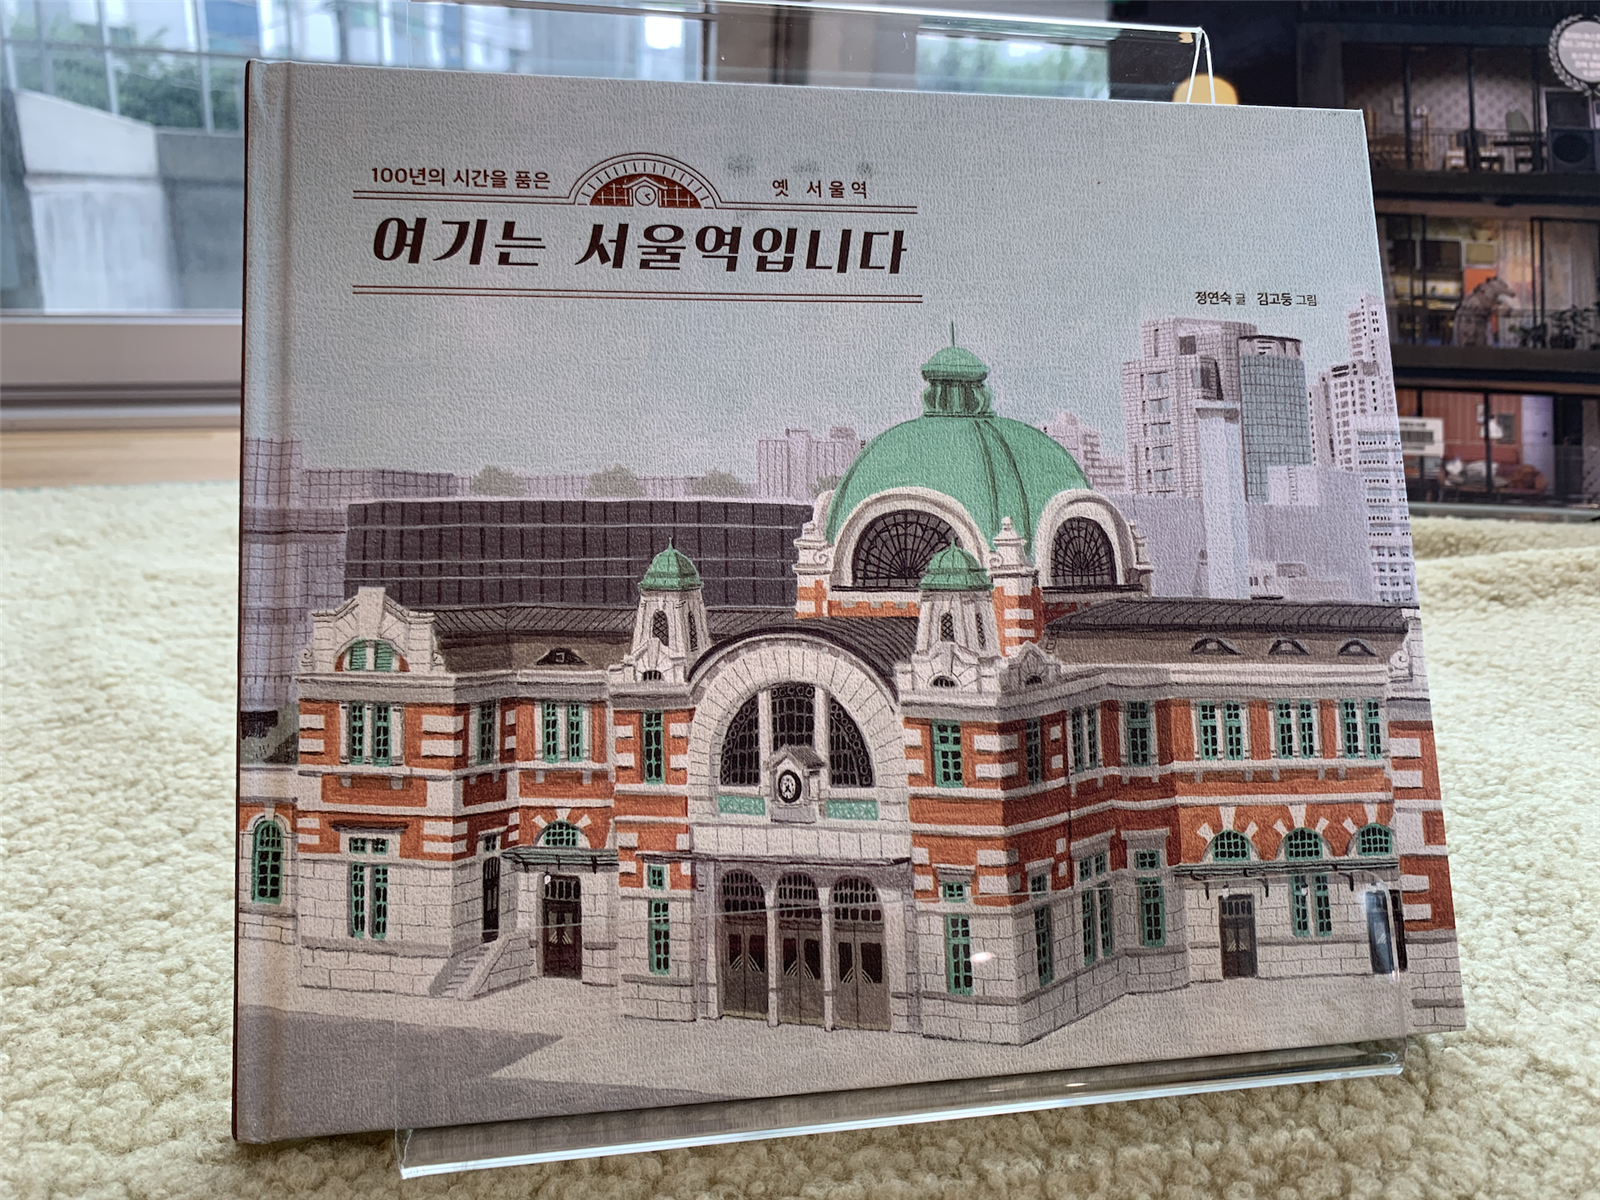 100년의 시간을 품은 옛 서울역
여기는 서울역입니다
정연숙 글 김고둥 그림